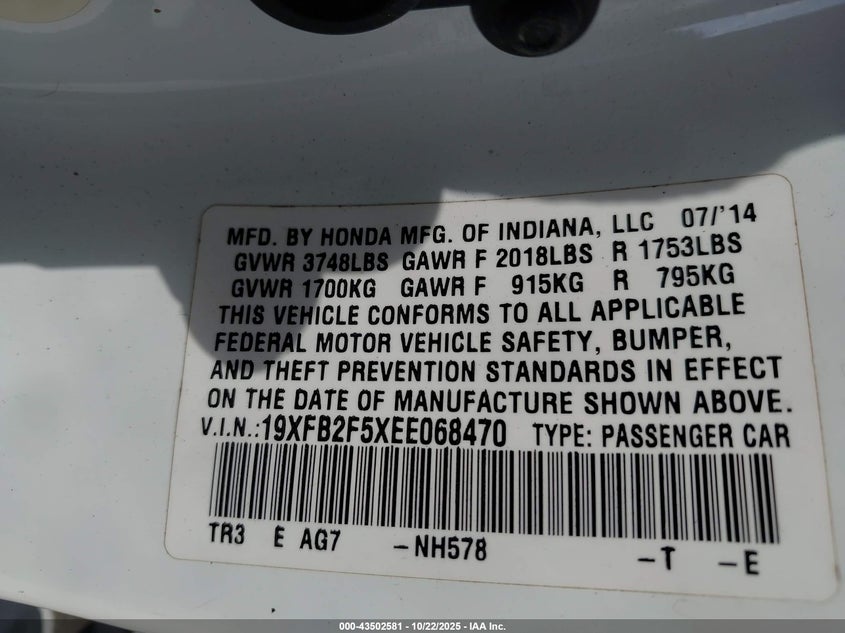 MFD. BY HONDA MFG. OF INDIANA, LLC 07/'14
GVWR 3748LBS GAWR F 2018LBS R 1753LBS
GVWR 1700KG GAWR F 915KG R 795KG
THIS VEHICLE CONFORMS TO ALL APPLICABLE
FEDERAL MOTOR VEHICLE SAFETY, BUMPER,
AND THEFT PREVENTION STANDARDS IN EFFECT
ON THE DATE OF MANUFACTURE SHOWN ABOVE.
V.I.N.:19XFB2F5XEE068470 TYPE: PASSENGER CAR
TR3 E AG7 -NH578 -T -E
000-43502581 - 10/22/2025 - IAA Inc.